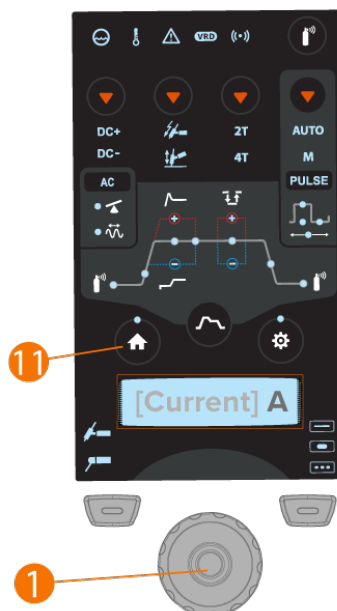 VRD
DC+
2T
AUTO
DC-
4T
M
AC
PULSE
11
[Current] A
1